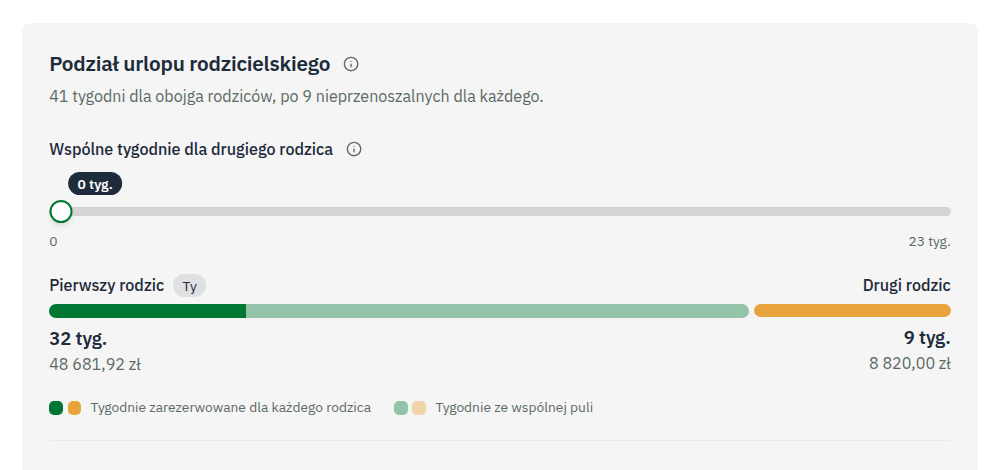 Podział urlopu rodzicielskiego
41 tygodni dla obojga rodziców, po 9 nieprzenoszalnych dla każdego.
Wspólne tygodnie dla drugiego rodzica
0 tyg.
0 23 tyg.
Pierwszy rodzic Ty Drugi rodzic
32 tyg. 9 tyg.
48 681,92 zł 8 820,00 zł
Tygodnie zarezerwowane dla każdego rodzica Tygodnie ze wspólnej puli